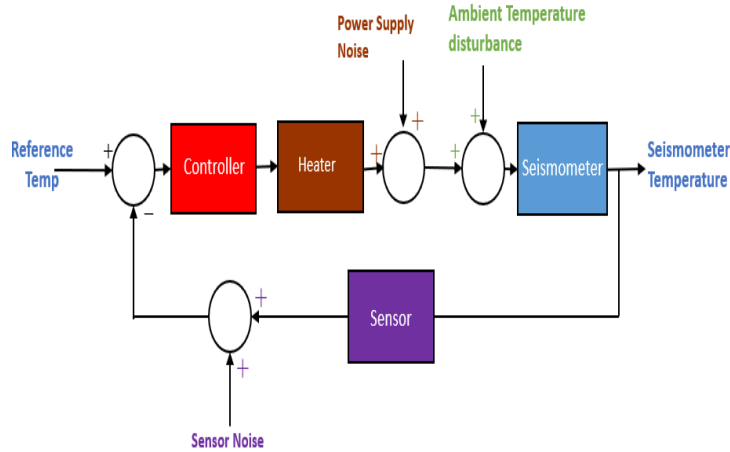 Power Supply
Noise
Ambient Temperature
disturbance
Reference
Temp
+
−
Controller
Heater
+
+
+
+
Seismometer
Seismometer
Temperature
Sensor
+
+
Sensor Noise